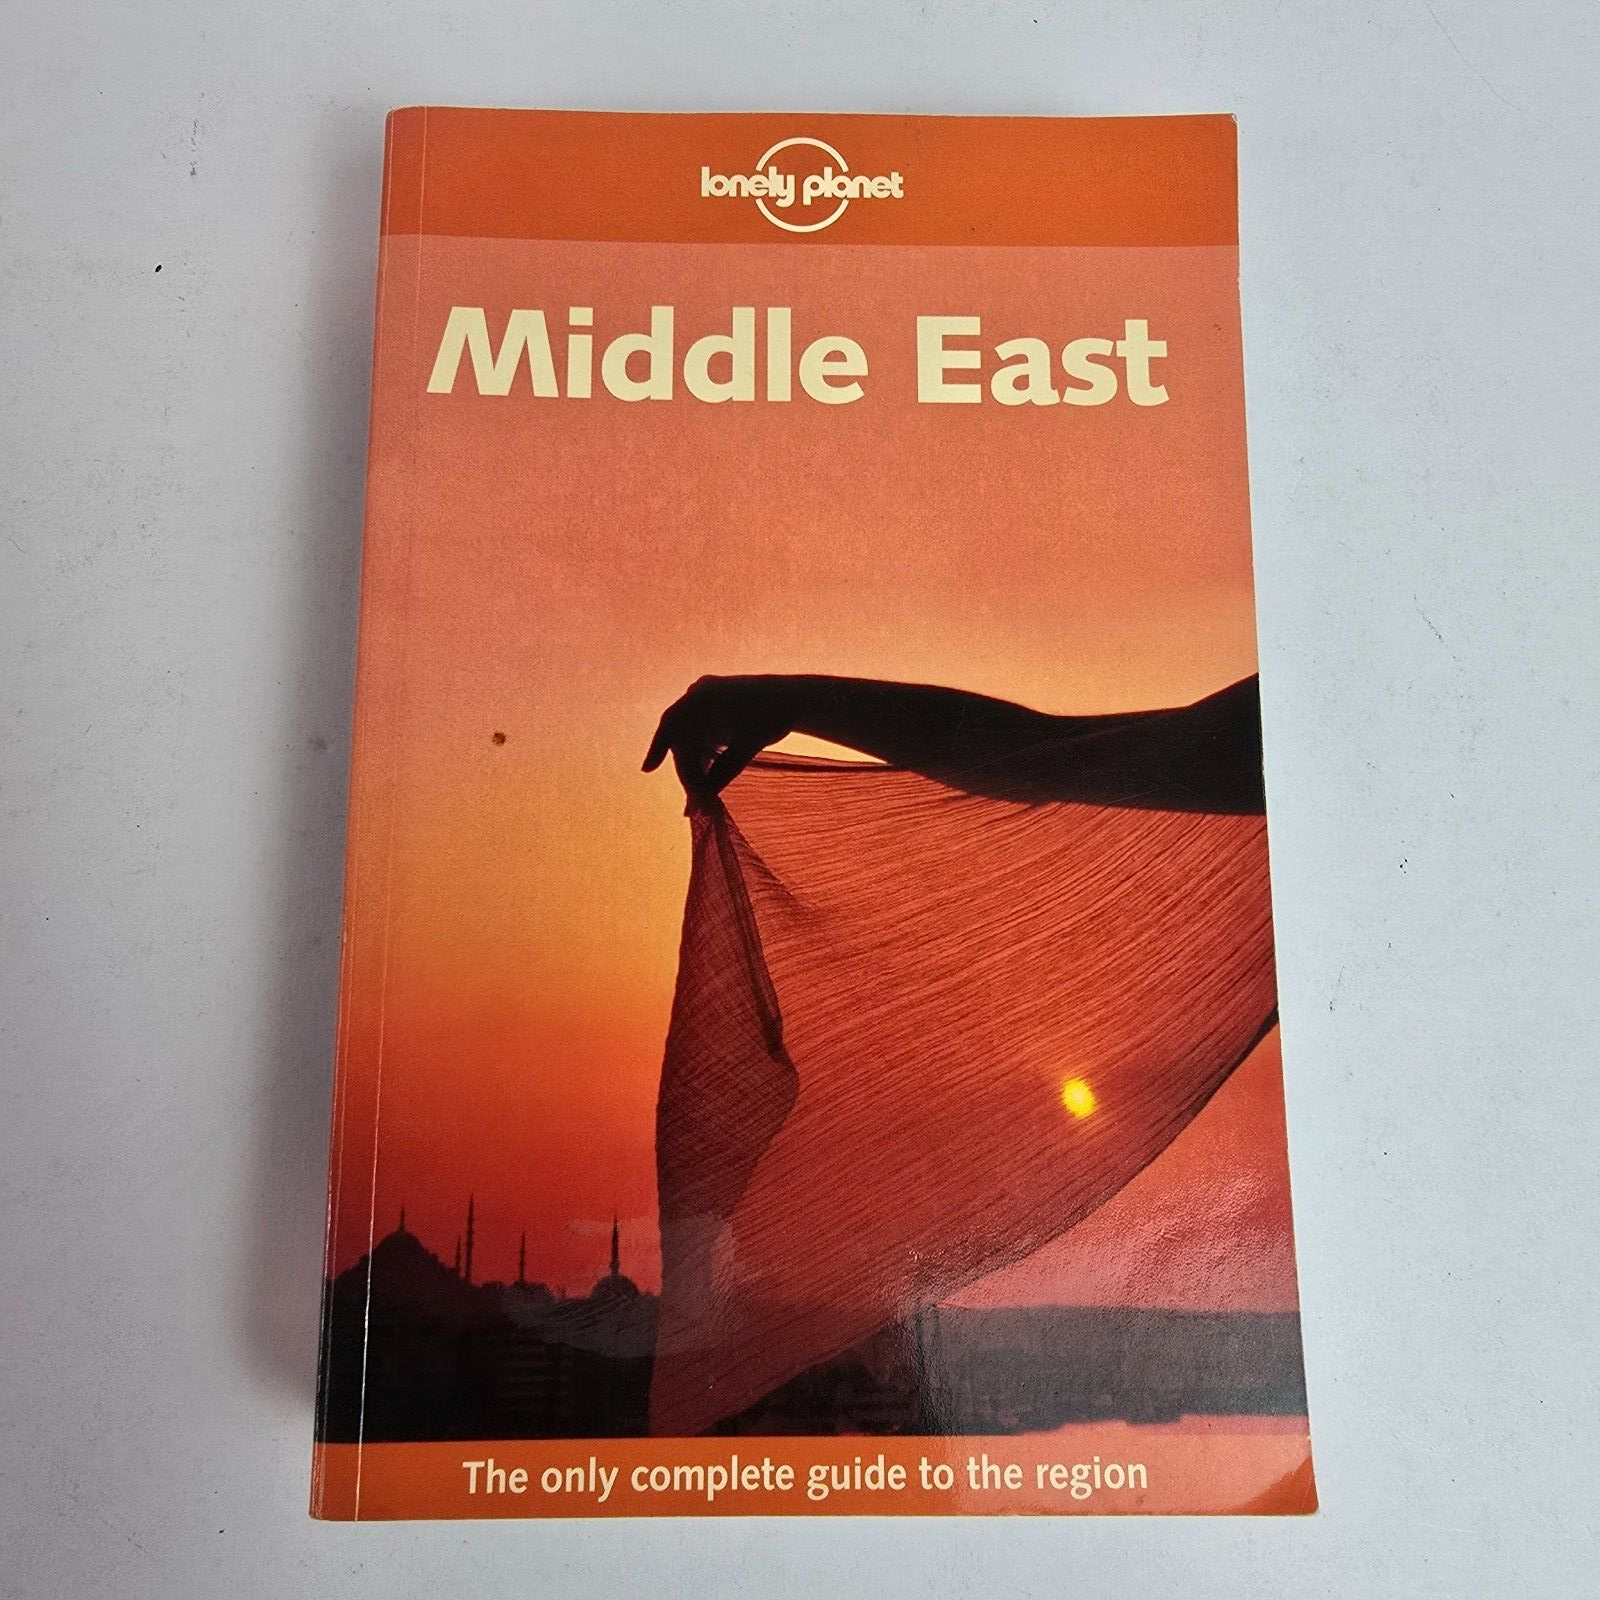 lonely planet
Middle East
The only complete guide to the region